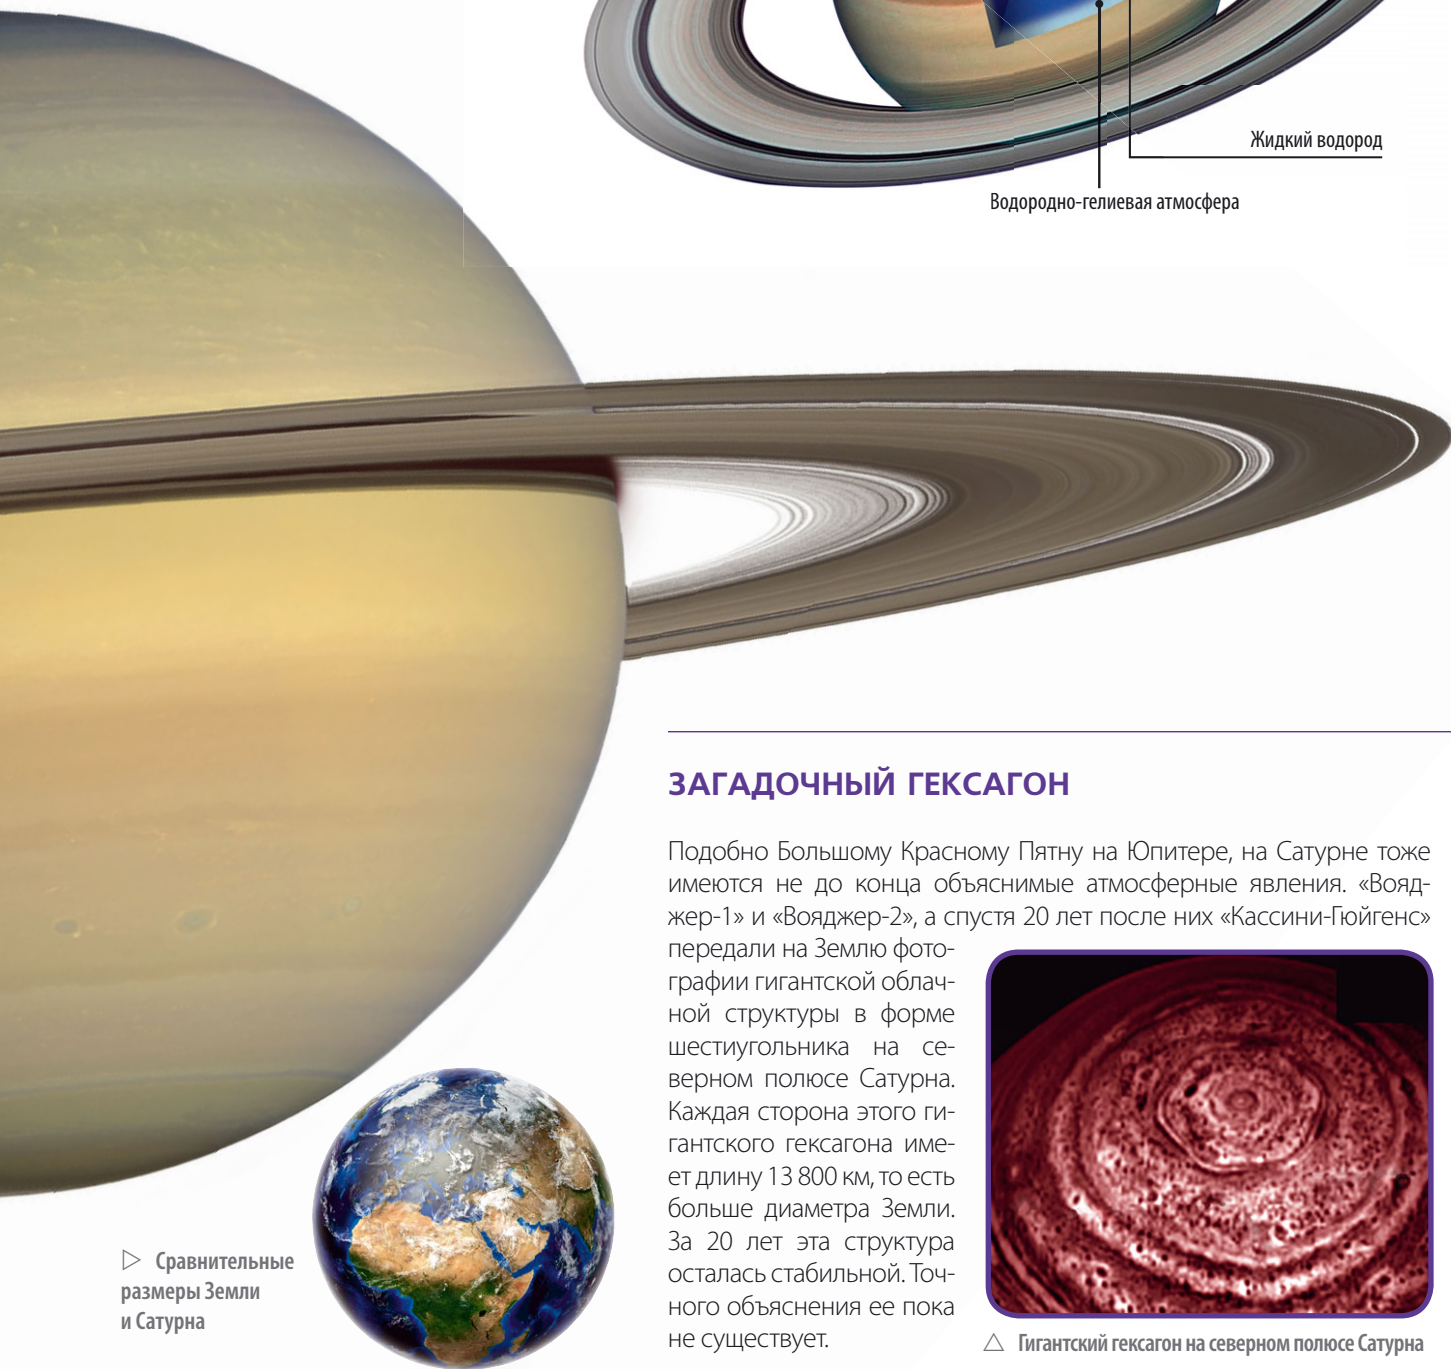 Жидкий водород
Водородно-гелиевая атмосфера
ЗАГАДОЧНЫЙ ГЕКСАГОН
Подобно Большому Красному Пятну на Юпитере, на Сатурне тоже
имеются не до конца объяснимые атмосферные явления. «Вояд-
жер-1» и «Вояджер-2», а спустя 20 лет после них «Кассини-Гюйгенс»
передали на Землю фото-
графии гигантской облач-
ной структуры в форме
шестиугольника на се-
верном полюсе Сатурна.
Каждая сторона этого ги-
гантского гексагона име-
ет длину 13 800 км, то есть
больше диаметра Земли.
За 20 лет эта структура
осталась стабильной. Точ-
ного объяснения ее пока
не существует.
▷ Сравнительные
размеры Земли
и Сатурна
△ Гигантский гексагон на северном полюсе Сатурна